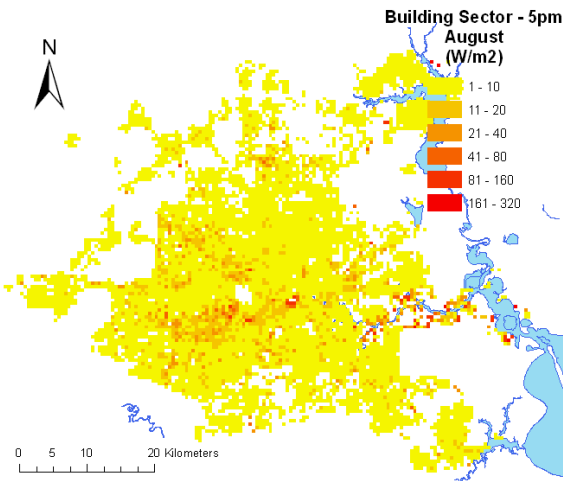 Building Sector - 5pm
August
(W/m2)
N
1 - 10
11 - 20
21 - 40
41 - 80
81 - 160
161 - 320
0 5 10 20 Kilometers